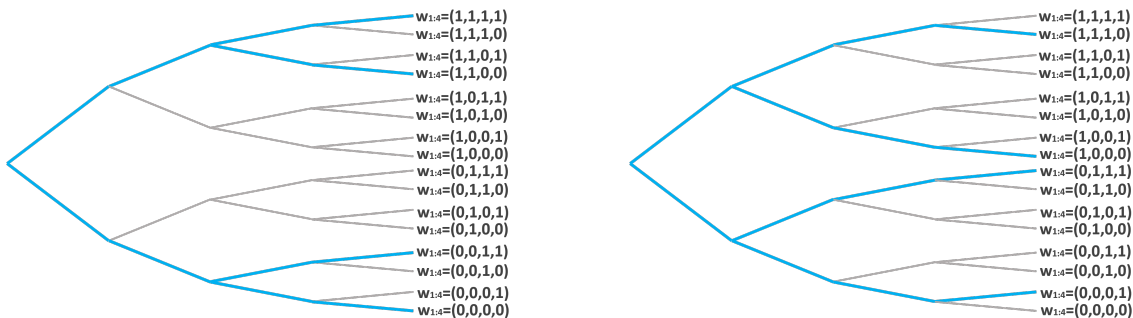 w1:4=(1,1,1,1)
w1:4=(1,1,1,0)
w1:4=(1,1,0,1)
w1:4=(1,1,0,0)
w1:4=(1,0,1,1)
w1:4=(1,0,1,0)
w1:4=(1,0,0,1)
w1:4=(1,0,0,0)
w1:4=(0,1,1,1)
w1:4=(0,1,1,0)
w1:4=(0,1,0,1)
w1:4=(0,1,0,0)
w1:4=(0,0,1,1)
w1:4=(0,0,1,0)
w1:4=(0,0,0,1)
w1:4=(0,0,0,0)
w1:4=(1,1,1,1)
w1:4=(1,1,1,0)
w1:4=(1,1,0,1)
w1:4=(1,1,0,0)
w1:4=(1,0,1,1)
w1:4=(1,0,1,0)
w1:4=(1,0,0,1)
w1:4=(1,0,0,0)
w1:4=(0,1,1,1)
w1:4=(0,1,1,0)
w1:4=(0,1,0,1)
w1:4=(0,1,0,0)
w1:4=(0,0,1,1)
w1:4=(0,0,1,0)
w1:4=(0,0,0,1)
w1:4=(0,0,0,0)